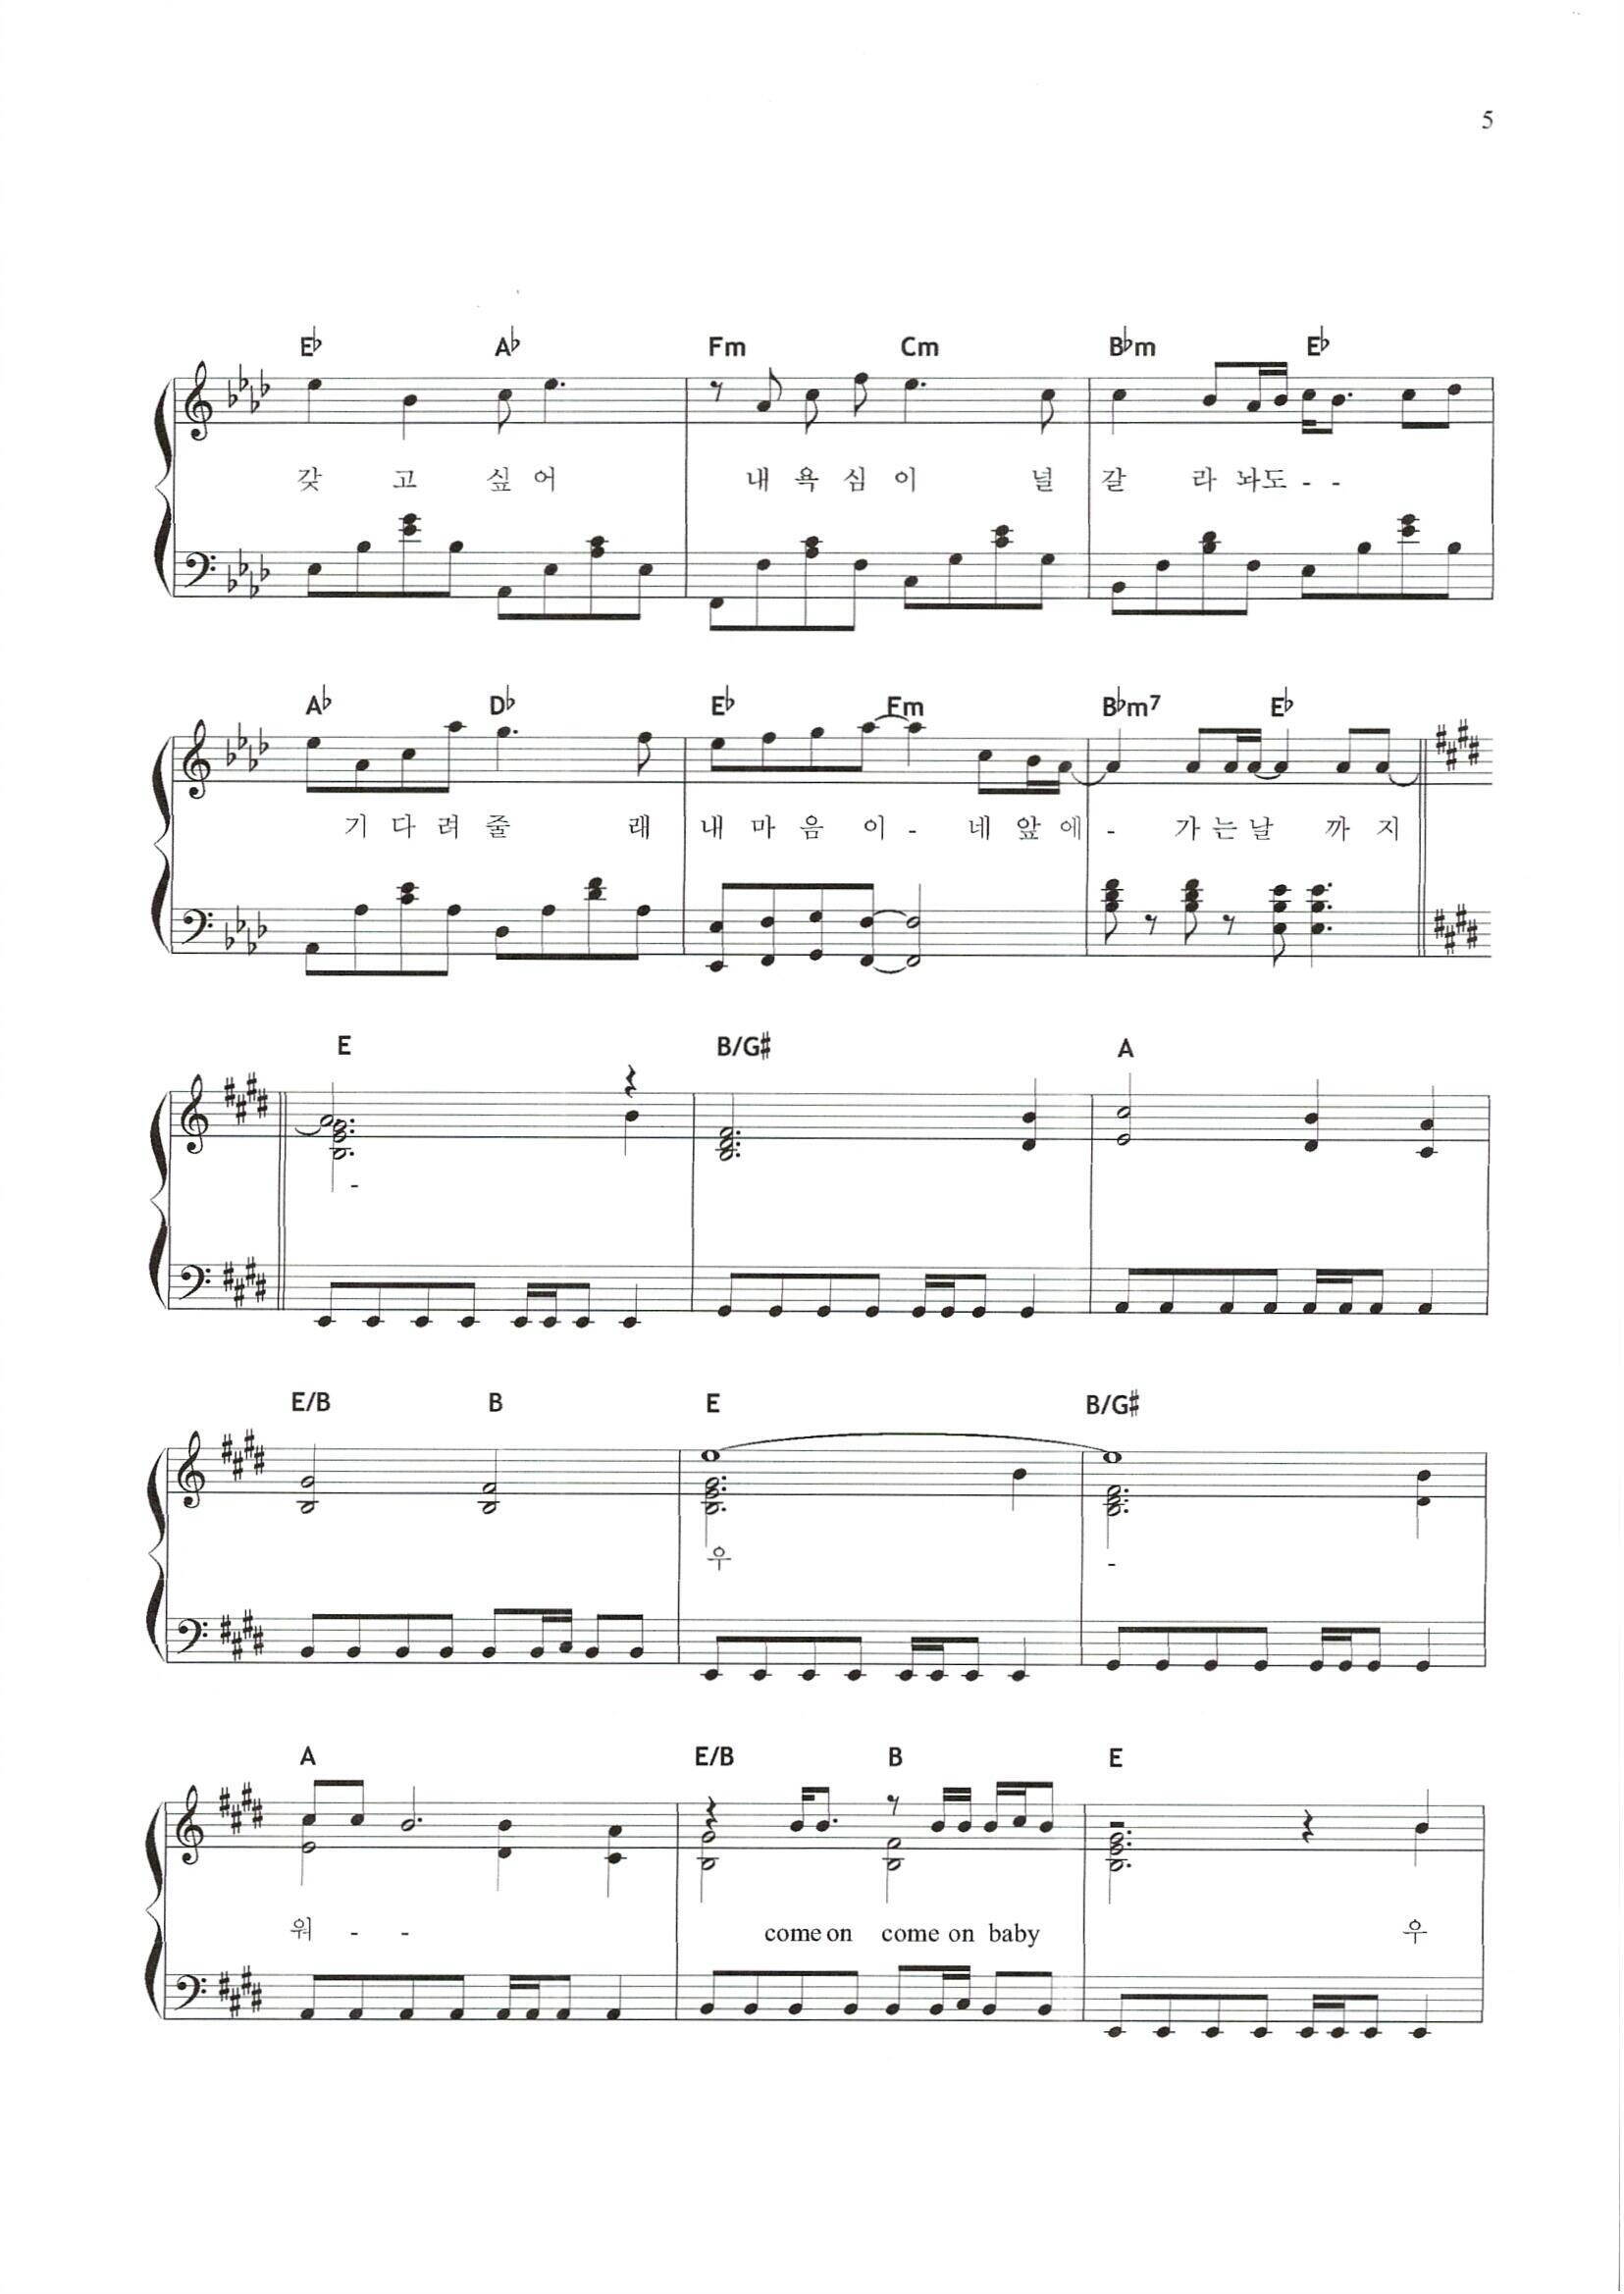 5
E♭ A♭ Fm Cm B♭m E♭
갖 고 싶 어 내 욕 심 이 널 갈 라 놔도 - -
A♭ D♭ E♭ Fm B♭m7 E♭
기 다 려 줄 래 내 마 음 이 - 네 앞 에 - 가 는 날 까 지
E B/G♯ A
-
E/B B E B/G♯
우 -
A E/B B E
워 - - come on come on baby 우